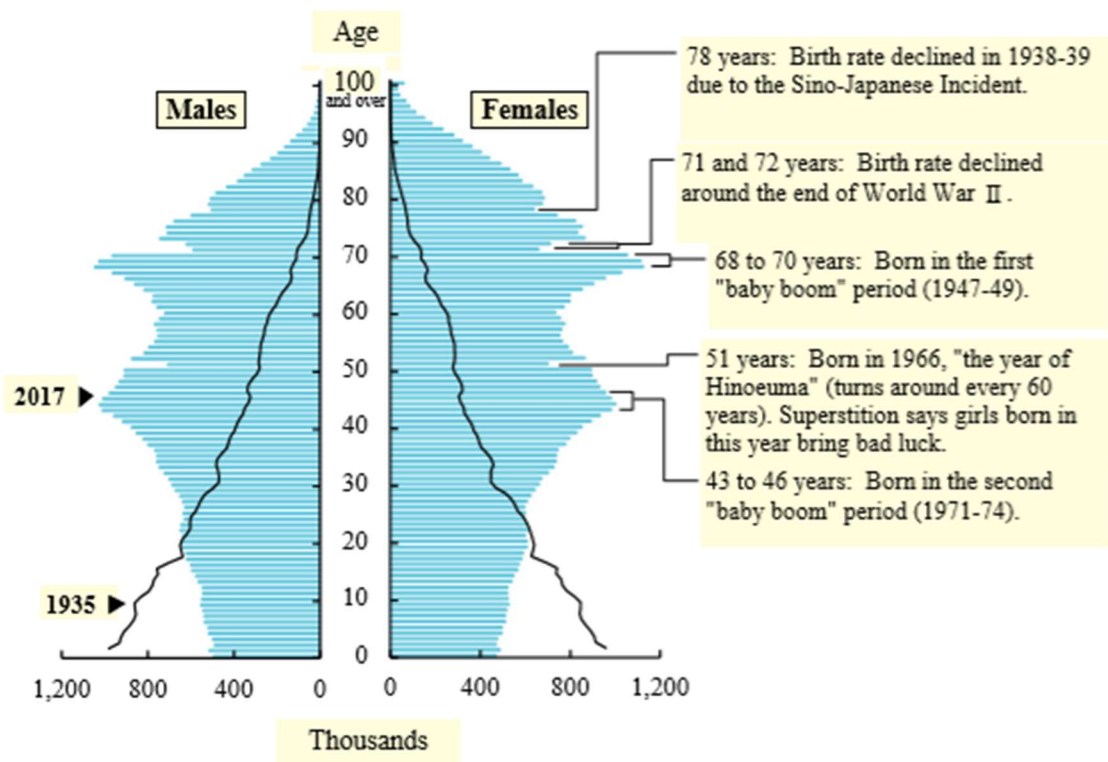 Age
Males
Females
100
and over
90
80
70
60
50
40
30
20
10
0
2017
1935
1,200
800
400
0
0
400
800
1,200
Thousands
78 years: Birth rate declined in 1938-39
due to the Sino-Japanese Incident.
71 and 72 years: Birth rate declined
around the end of World War Ⅱ.
68 to 70 years: Born in the first
"baby boom" period (1947-49).
51 years: Born in 1966, "the year of
Hinoeuma" (turns around every 60
years). Superstition says girls born in
this year bring bad luck.
43 to 46 years: Born in the second
"baby boom" period (1971-74).